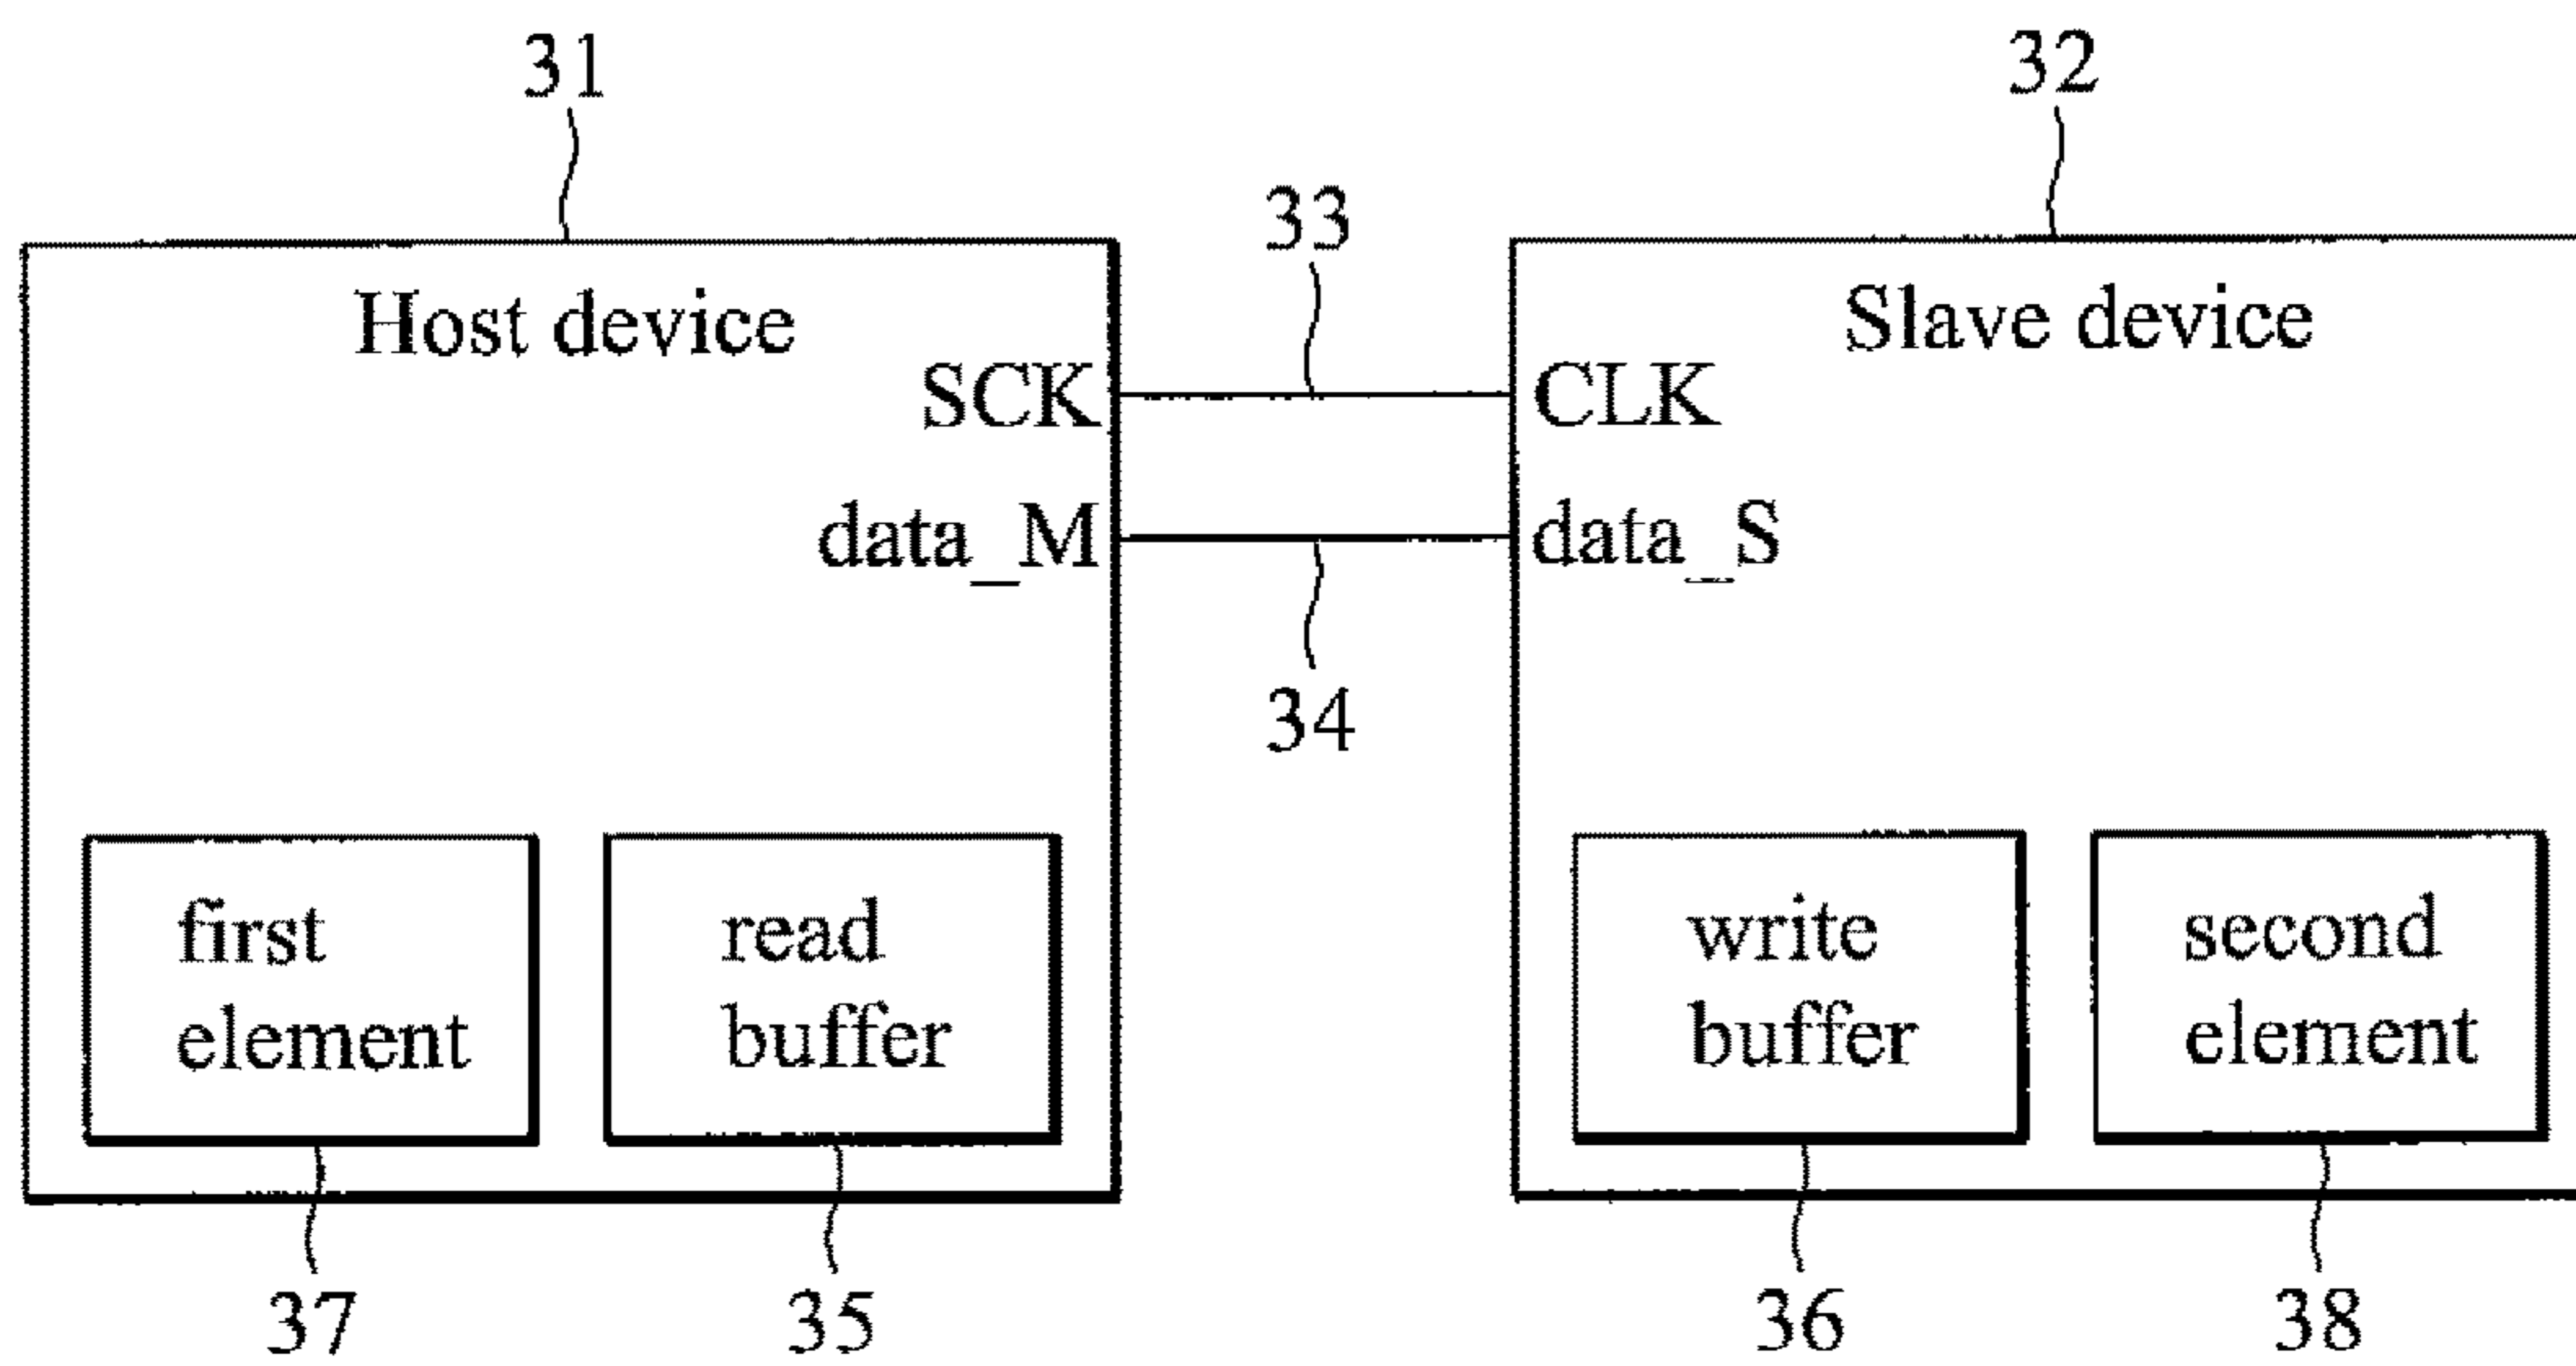 31
32
33
Host device
Slave device
SCK
CLK
data_M
data_S
34
first
element
read
buffer
write
buffer
second
element
37
35
36
38